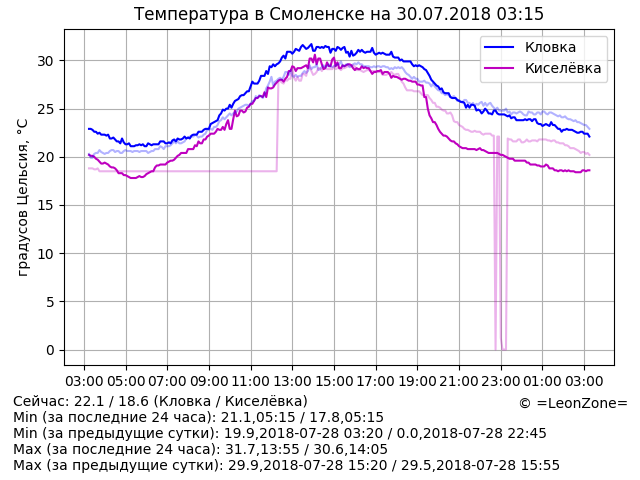 Температура в Смоленске на 30.07.2018 03:15
Кловка
Киселёвка
градусов Цельсия, °C
30
25
20
15
10
5
0
03:00 05:00 07:00 09:00 11:00 13:00 15:00 17:00 19:00 21:00 23:00 01:00 03:00
Сейчас: 22.1 / 18.6 (Кловка / Киселёвка)
© =LeonZone=
Min (за последние 24 часа): 21.1,05:15 / 17.8,05:15
Min (за предыдущие сутки): 19.9,2018-07-28 03:20 / 0.0,2018-07-28 22:45
Max (за последние 24 часа): 31.7,13:55 / 30.6,14:05
Max (за предыдущие сутки): 29.9,2018-07-28 15:20 / 29.5,2018-07-28 15:55